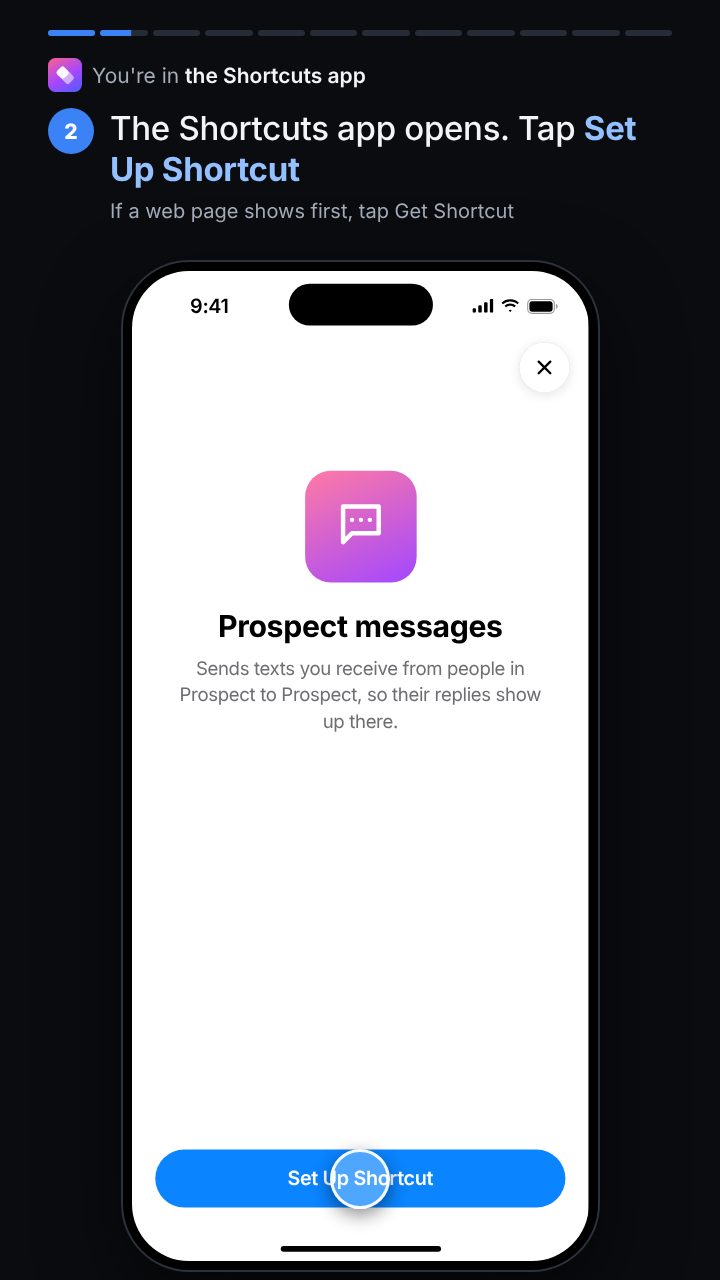 You're in the Shortcuts app
2
The Shortcuts app opens. Tap Set
Up Shortcut
If a web page shows first, tap Get Shortcut
9:41
Prospect messages
Sends texts you receive from people in
Prospect to Prospect, so their replies show
up there.
Set Up Shortcut